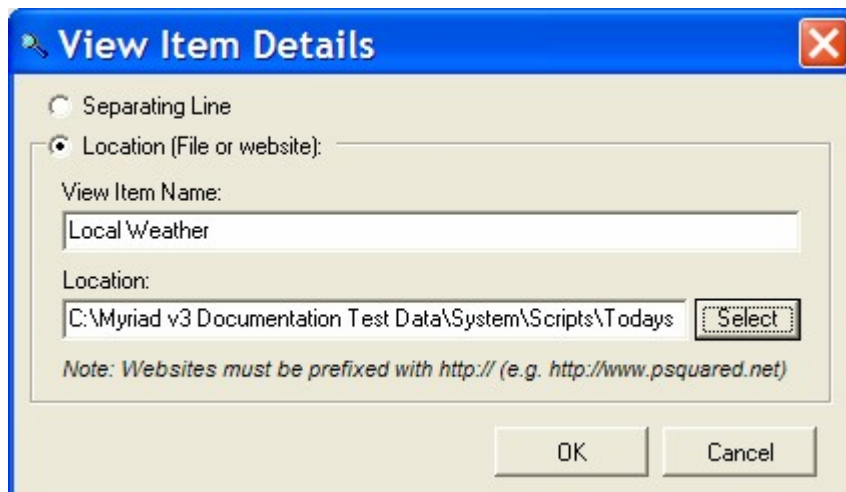 View Item Details
Separating Line
Location (File or website):
View Item Name:
Local Weather
Location:
C:\Myriad v3 Documentation Test Data\System\Scripts\Todays
Select
Note: Websites must be prefixed with http:// (e.g. http://www.psquared.net)
OK
Cancel